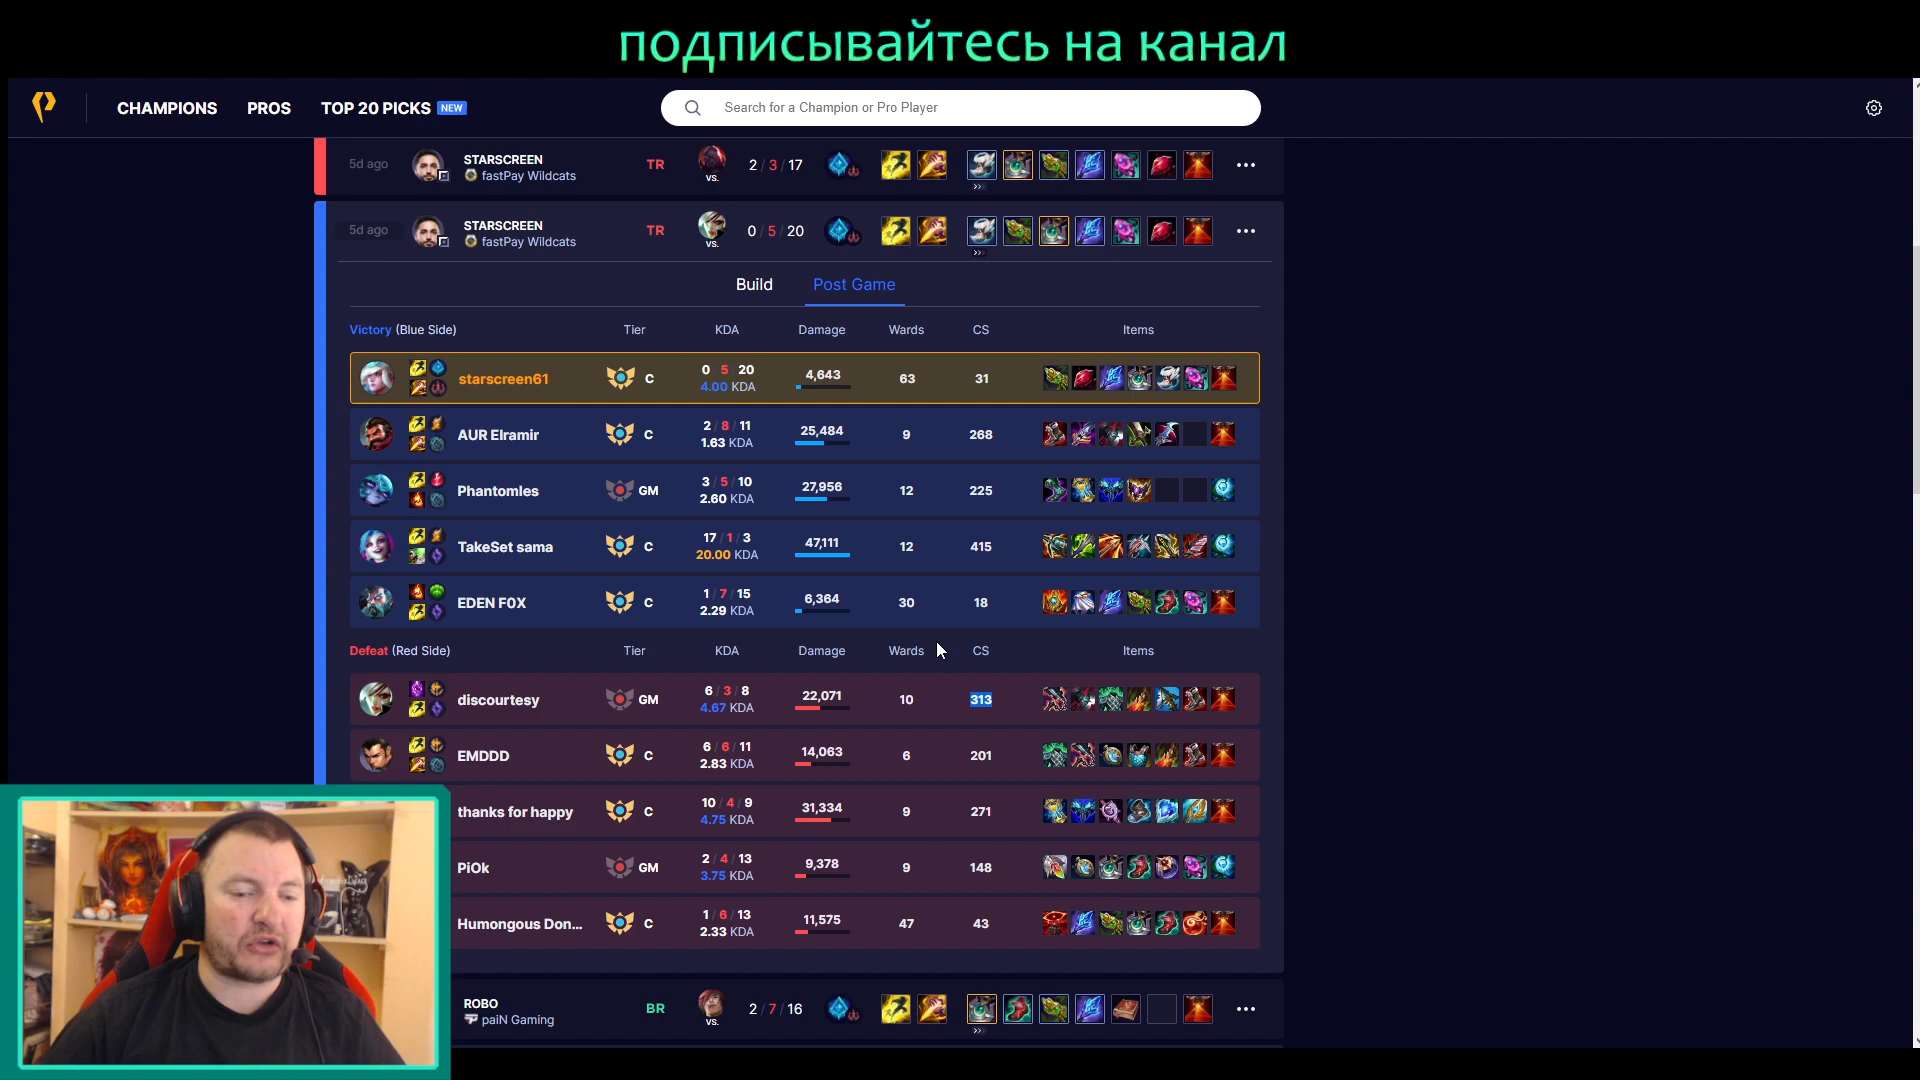 подписывайтесь на канал
CHAMPIONS PROS TOP 20 PICKS NEW Search for a Champion or Pro Player
5d ago STARSCREEN fastPay Wildcats TR VS. 2 / 3 / 17
5d ago STARSCREEN fastPay Wildcats TR VS. 0 / 5 / 20
Build Post Game
Victory (Blue Side) Tier KDA Damage Wards CS Items
starscreen61 C 0 5 20 4.00 KDA 4,643 63 31
AUR Elramir C 2 / 8 / 11 1.63 KDA 25,484 9 268
Phantomles GM 3 / 5 / 10 2.60 KDA 27,956 12 225
TakeSet sama C 17 / 1 / 3 20.00 KDA 47,111 12 415
EDEN F0X C 1 / 7 / 15 2.29 KDA 6,364 30 18
Defeat (Red Side) Tier KDA Damage Wards CS Items
discourtesy GM 6 / 3 / 8 4.67 KDA 22,071 10 313
EMDDD C 6 / 6 / 11 2.83 KDA 14,063 6 201
thanks for happy C 10 / 4 / 9 4.75 KDA 31,334 9 271
PiOk GM 2 / 4 / 13 3.75 KDA 9,378 9 148
Humongous Don... C 1 / 6 / 13 2.33 KDA 11,575 47 43
ROBO paiN Gaming BR VS. 2 / 7 / 16